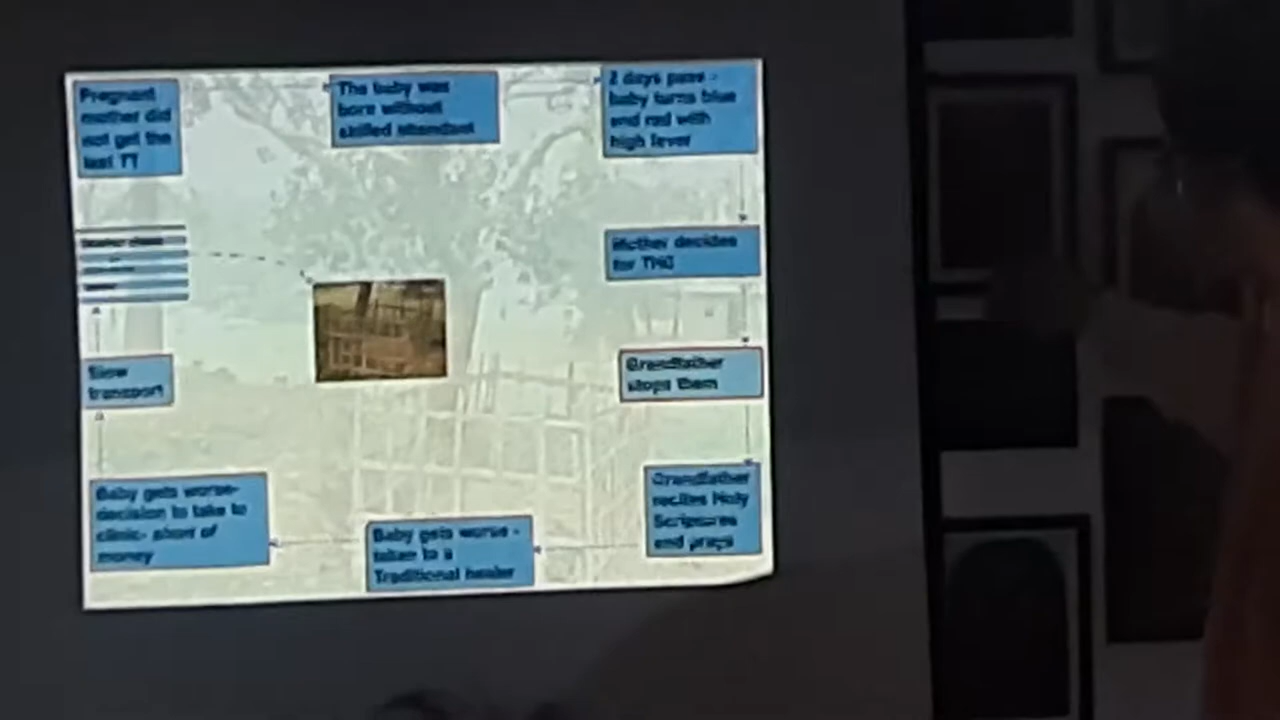 Pregnant
mother did
not get the
last TT
The baby was
born without
skilled attendant
2 days pass -
baby turns blue
and red with
high fever
Mother decides
for THC
Grandfather
stops them
Grandfather
recites Holy
Scriptures
and prays
Baby gets worse -
taken to a
Traditional healer
Baby gets worse-
decision to take to
clinic- short of
money
Slow
transport